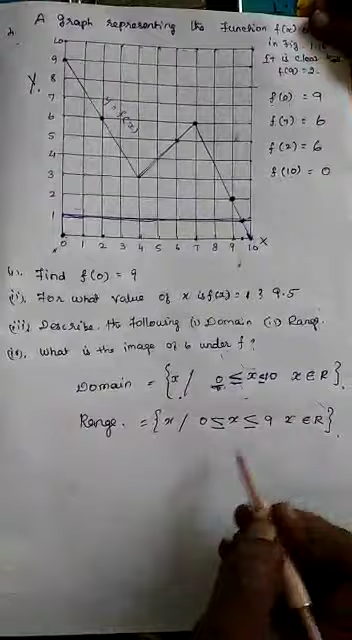 2. A graph representing the function f(x)
in Fig.
It is clear
f(9)=2.
f(0) = 9
f(7) = 6
f(2) = 6
f(10) = 0
Y
10
9
8
7
6
5
4
3
2
1
y = f(x)
0 1 2 3 4 5 6 7 8 9 10 X
(i). Find f(0) = 9
(ii). For what value of x is f(x) = 1 ? 9.5
(iii) Describe the following (i) Domain (ii) Range.
(iv). What is the image of 6 under f ?
Domain = {x / 0 ≤ x ≤ 10 x ∈ R}.
Range. = {x / 0 ≤ x ≤ 9 x ∈ R}.